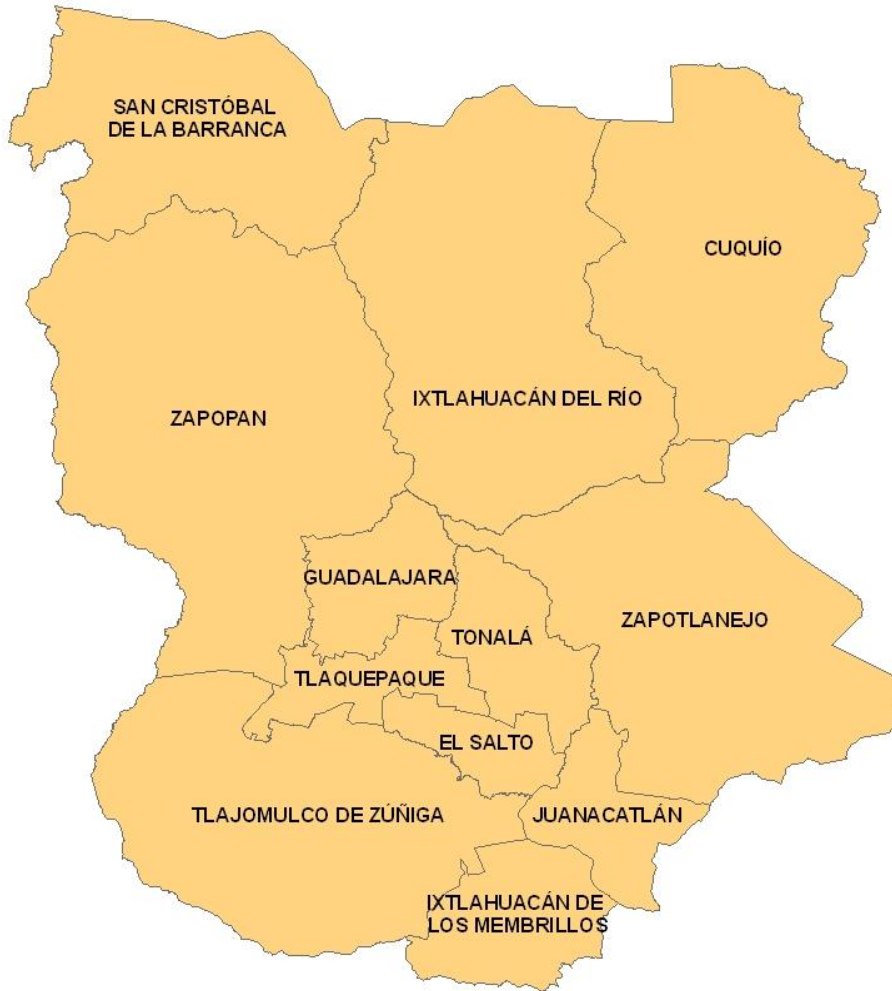 SAN CRISTÓBAL
DE LA BARRANCA
CUQUÍO
IXTLAHUACÁN DEL RÍO
ZAPOPAN
GUADALAJARA
TONALÁ
ZAPOTLANEJO
TLAQUEPAQUE
EL SALTO
TLAJOMULCO DE ZÚÑIGA
JUANACATLÁN
IXTLAHUACÁN DE
LOS MEMBRILLOS